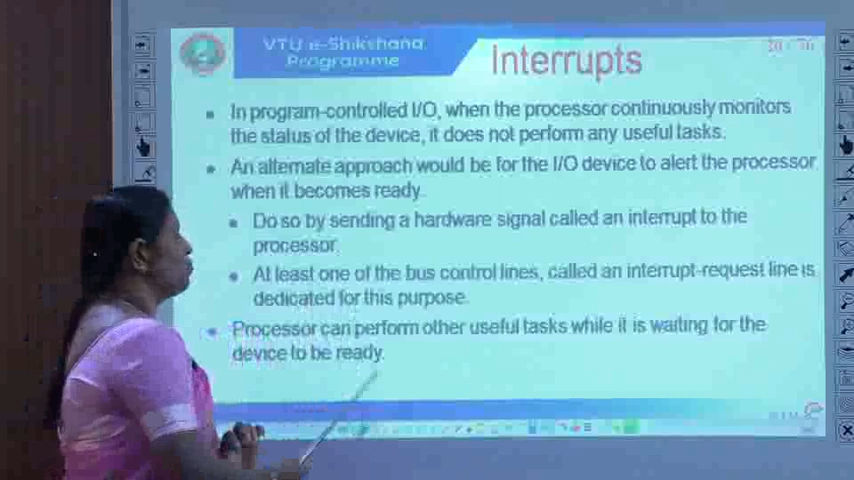 VTU e-Shikshana
Programme
Interrupts
In program-controlled I/O, when the processor continuously monitors
the status of the device, it does not perform any useful tasks.
An alternate approach would be for the I/O device to alert the processor
when it becomes ready.
Do so by sending a hardware signal called an interrupt to the
processor.
At least one of the bus control lines, called an interrupt-request line is
dedicated for this purpose.
Processor can perform other useful tasks while it is waiting for the
device to be ready.